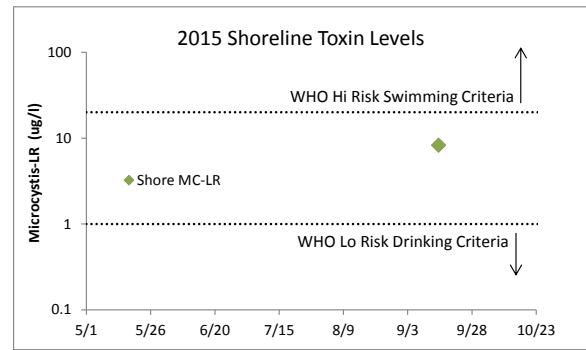 2015 Shoreline Toxin Levels
Microcystis-LR (ug/l)
100
10
1
0.1
WHO Hi Risk Swimming Criteria
Shore MC-LR
WHO Lo Risk Drinking Criteria
5/1 5/26 6/20 7/15 8/9 9/3 9/28 10/23